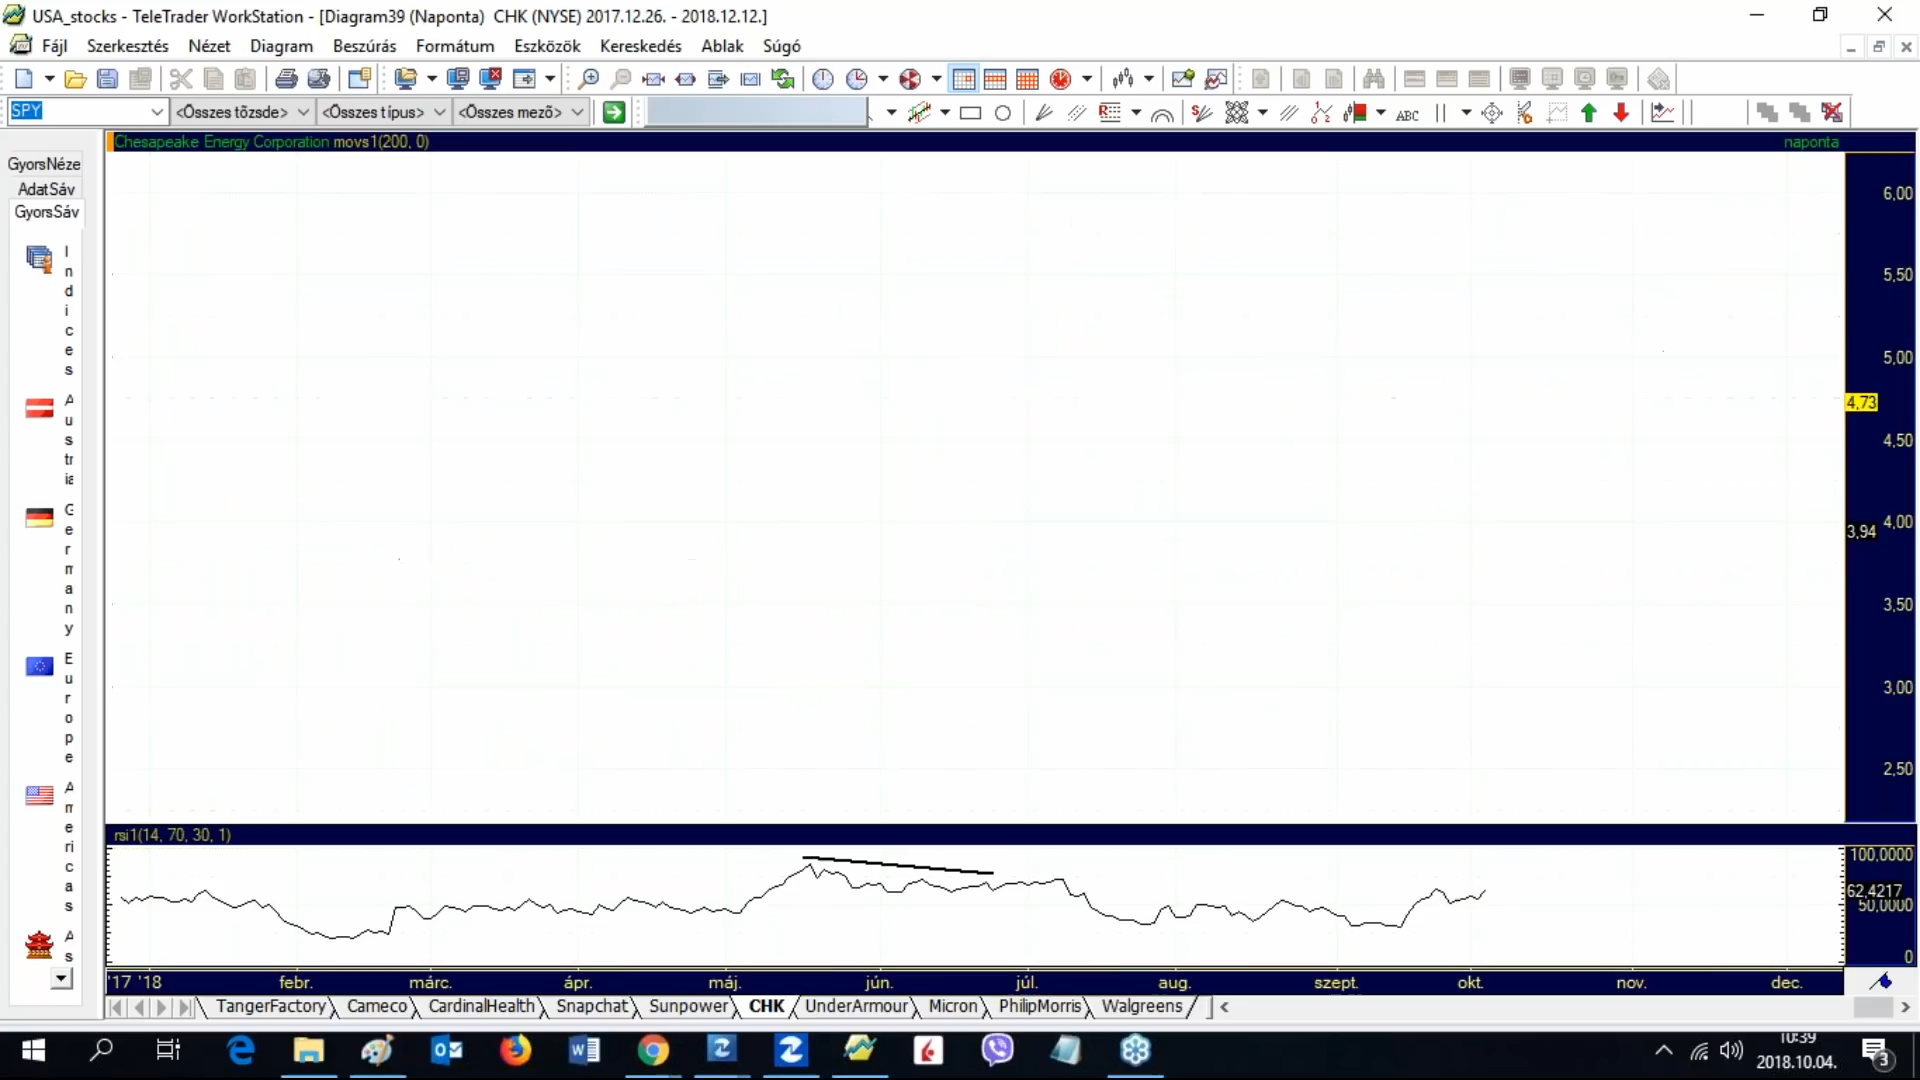 USA_stocks - TeleTrader WorkStation - [Diagram39 (Naponta)  CHK (NYSE) 2017.12.26. - 2018.12.12.]
Fájl Szerkesztés Nézet Diagram Beszúrás Formátum Eszközök Kereskedés Ablak Súgó
SPY <Összes tőzsde> <Összes típus> <Összes mező> ABC
Chesapeake Energy Corporation movs1(200, 0) naponta
GyorsNéze
AdatSáv
GyorsSáv
Indices
Austria
Germany
Europe
Americas
As
6,00
5,50
5,00
4,73
4,50
4,00
3,94
3,50
3,00
2,50
rsi1(14, 70, 30, 1)
100,0000
62,4217
50,0000
0
'17 '18 febr. márc. ápr. máj. jún. júl. aug. szept. okt. nov. dec.
TangerFactory Cameco CardinalHealth Snapchat Sunpower CHK UnderArmour Micron PhilipMorris Walgreens
10:39
2018.10.04.
3